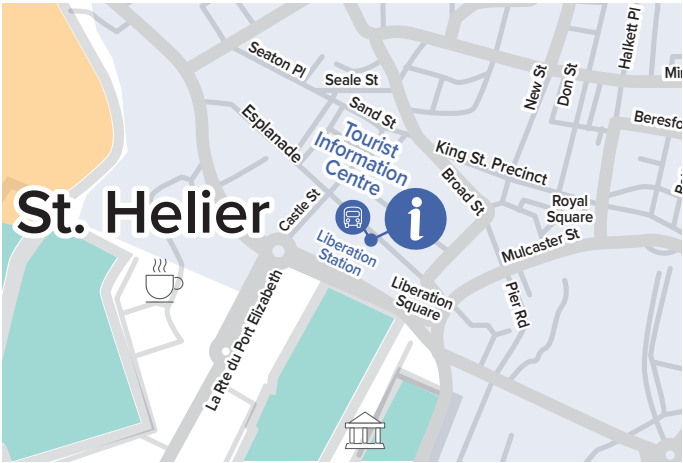 Seaton Pl
Seale St
Sand St
Esplanade
Tourist
Information
Centre
King St. Precinct
New St
Don St
Halkett Pl
Broad St
Royal
Square
Mulcaster St
St. Helier
Castle St
i
Liberation
Station
Liberation
Square
Pier Rd
La Rte du Port Elizabeth